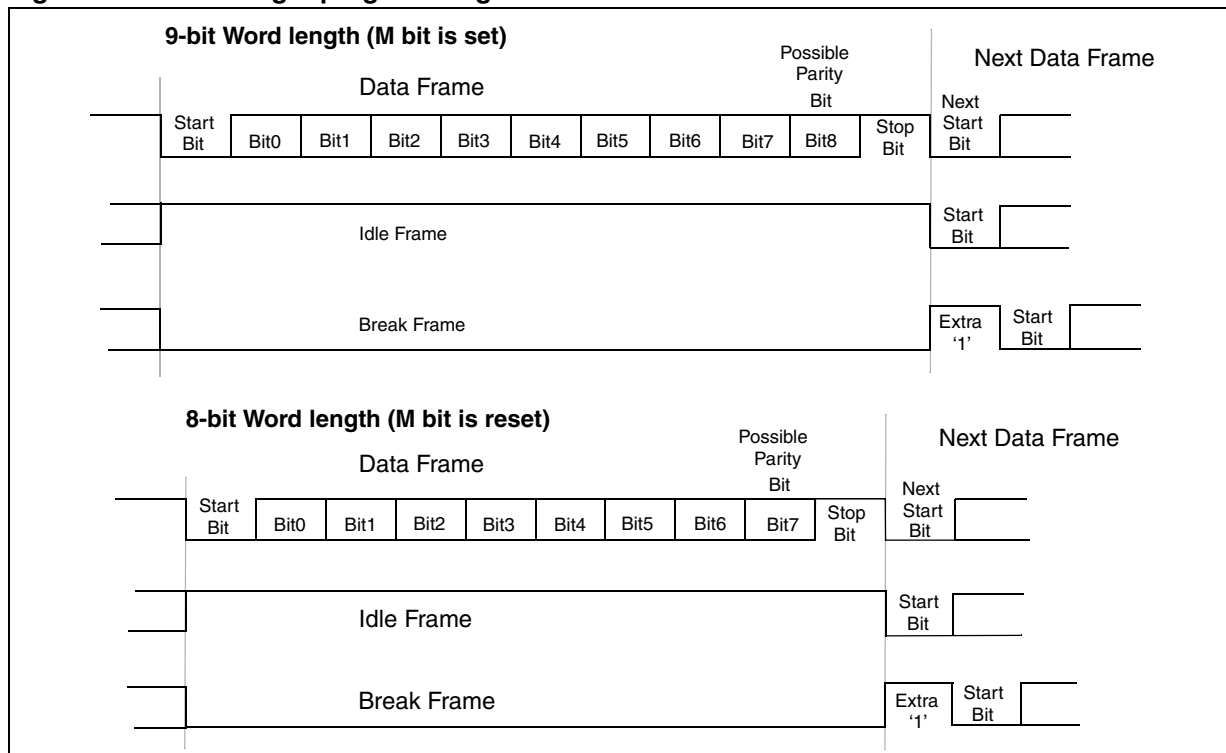 9-bit Word length (M bit is set)
Possible
Parity
Bit
Next Data Frame
Data Frame
Next
Start
Bit
Start
Bit
Bit0
Bit1
Bit2
Bit3
Bit4
Bit5
Bit6
Bit7
Bit8
Stop
Bit
Idle Frame
Start
Bit
Break Frame
Extra
‘1’
Start
Bit
8-bit Word length (M bit is reset)
Possible
Parity
Bit
Next Data Frame
Data Frame
Next
Start
Bit
Start
Bit
Bit0
Bit1
Bit2
Bit3
Bit4
Bit5
Bit6
Bit7
Stop
Bit
Idle Frame
Start
Bit
Break Frame
Extra
‘1’
Start
Bit